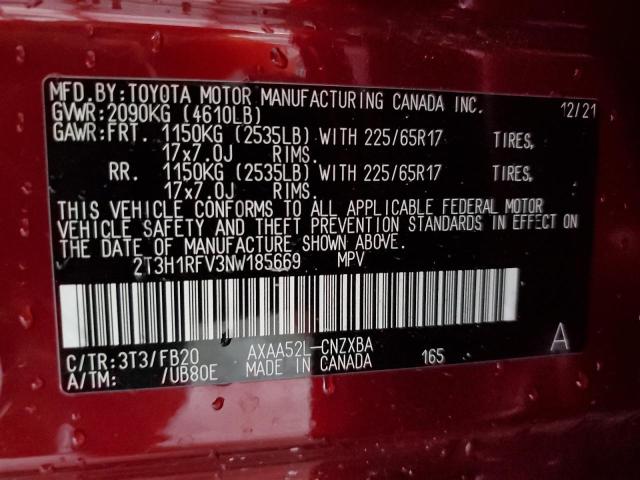 MFD.BY:TOYOTA MOTOR MANUFACTURING CANADA INC. 12/21
GVWR:2090KG (4610LB)
GAWR:FRT. 1150KG (2535LB) WITH 225/65R17 TIRES,
17x7.0J RIMS.
RR. 1150KG (2535LB) WITH 225/65R17 TIRES,
17x7.0J RIMS.
THIS VEHICLE CONFORMS TO ALL APPLICABLE FEDERAL MOTOR
VEHICLE SAFETY AND THEFT PREVENTION STANDARDS IN EFFECT ON
THE DATE OF MANUFACTURE SHOWN ABOVE.
2T3H1RFV3NW185669 MPV
C/TR:3T3/FB20 AXAA52L-CNZXBA 165 A
A/TM: /UB80E MADE IN CANADA